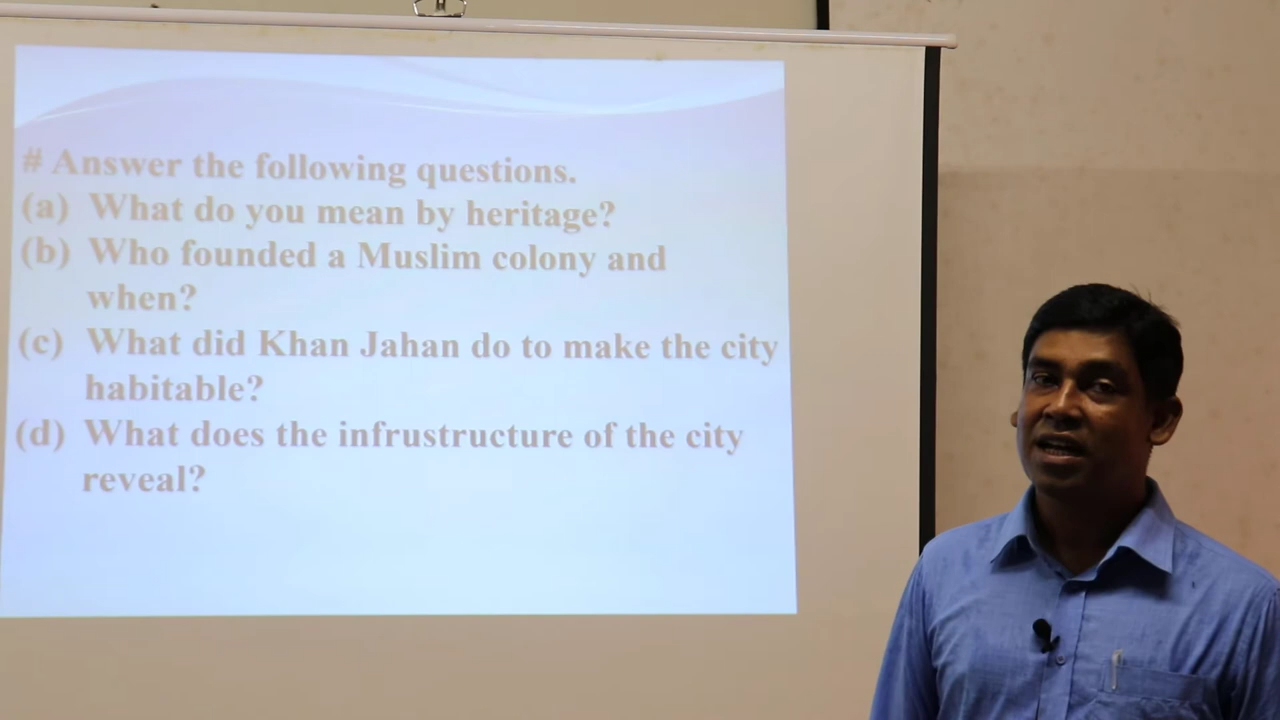 # Answer the following questions.
(a) What do you mean by heritage?
(b) Who founded a Muslim colony and
when?
(c) What did Khan Jahan do to make the city
habitable?
(d) What does the infrustructure of the city
reveal?